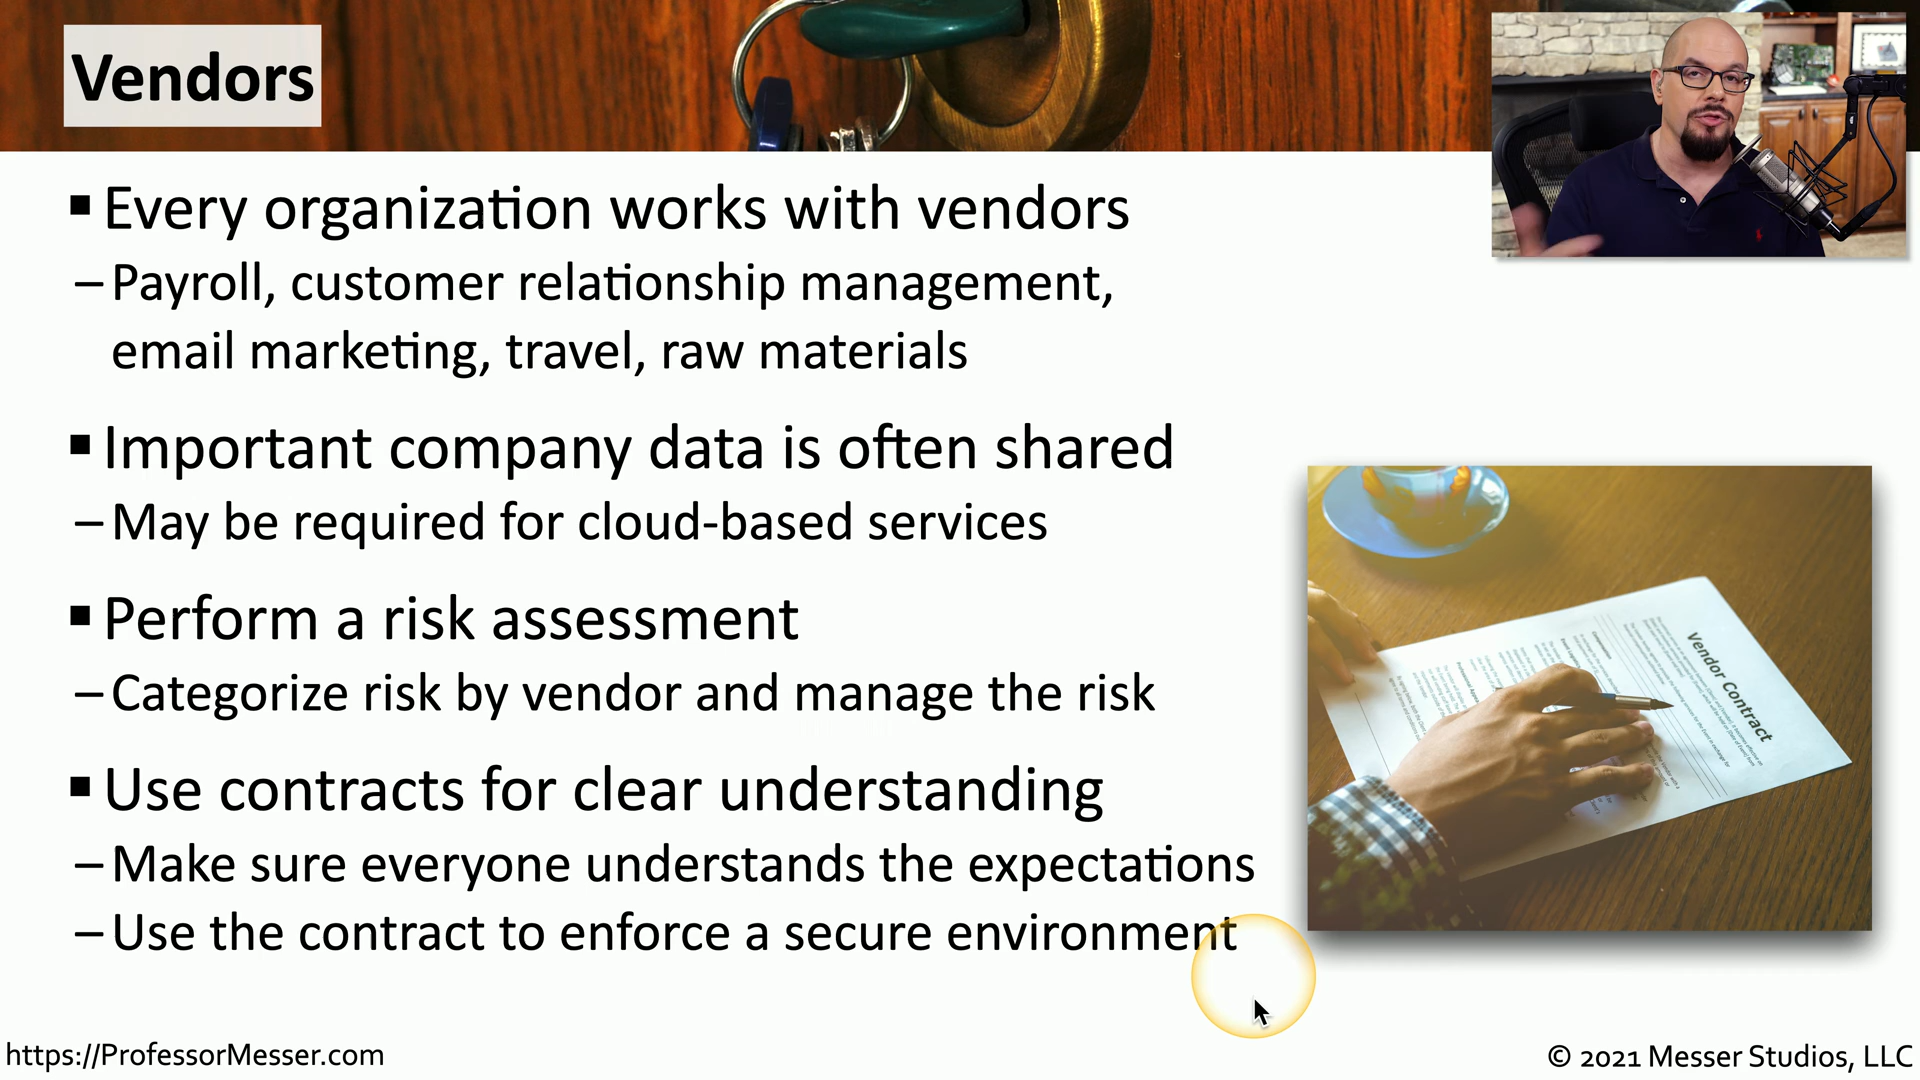 Vendors
▪ Every organization works with vendors
– Payroll, customer relationship management,
email marketing, travel, raw materials
▪ Important company data is often shared
– May be required for cloud-based services
▪ Perform a risk assessment
– Categorize risk by vendor and manage the risk
▪ Use contracts for clear understanding
– Make sure everyone understands the expectations
– Use the contract to enforce a secure environment
Vendor Contract
https://ProfessorMesser.com
© 2021 Messer Studios, LLC